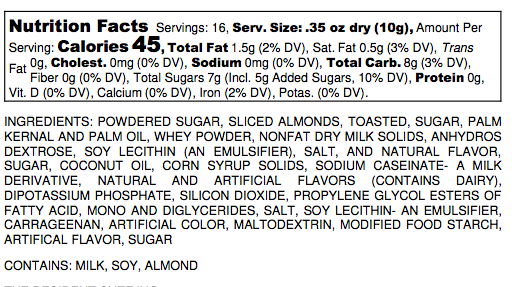 Nutrition Facts Servings: 16, Serv. Size: .35 oz dry (10g), Amount Per
Serving: Calories 45, Total Fat 1.5g (2% DV), Sat. Fat 0.5g (3% DV), Trans
Fat 0g, Cholest. 0mg (0% DV), Sodium 0mg (0% DV), Total Carb. 8g (3% DV),
Fiber 0g (0% DV), Total Sugars 7g (Incl. 5g Added Sugars, 10% DV), Protein 0g,
Vit. D (0% DV), Calcium (0% DV), Iron (2% DV), Potas. (0% DV).
INGREDIENTS: POWDERED SUGAR, SLICED ALMONDS, TOASTED, SUGAR, PALM
KERNAL AND PALM OIL, WHEY POWDER, NONFAT DRY MILK SOLIDS, ANHYDROS
DEXTROSE, SOY LECITHIN (AN EMULSIFIER), SALT, AND NATURAL FLAVOR,
SUGAR, COCONUT OIL, CORN SYRUP SOLIDS, SODIUM CASEINATE- A MILK
DERIVATIVE, NATURAL AND ARTIFICIAL FLAVORS (CONTAINS DAIRY),
DIPOTASSIUM PHOSPHATE, SILICON DIOXIDE, PROPYLENE GLYCOL ESTERS OF
FATTY ACID, MONO AND DIGLYCERIDES, SALT, SOY LECITHIN- AN EMULSIFIER,
CARRAGEENAN, ARTIFICIAL COLOR, MALTODEXTRIN, MODIFIED FOOD STARCH,
ARTIFICAL FLAVOR, SUGAR
CONTAINS: MILK, SOY, ALMOND